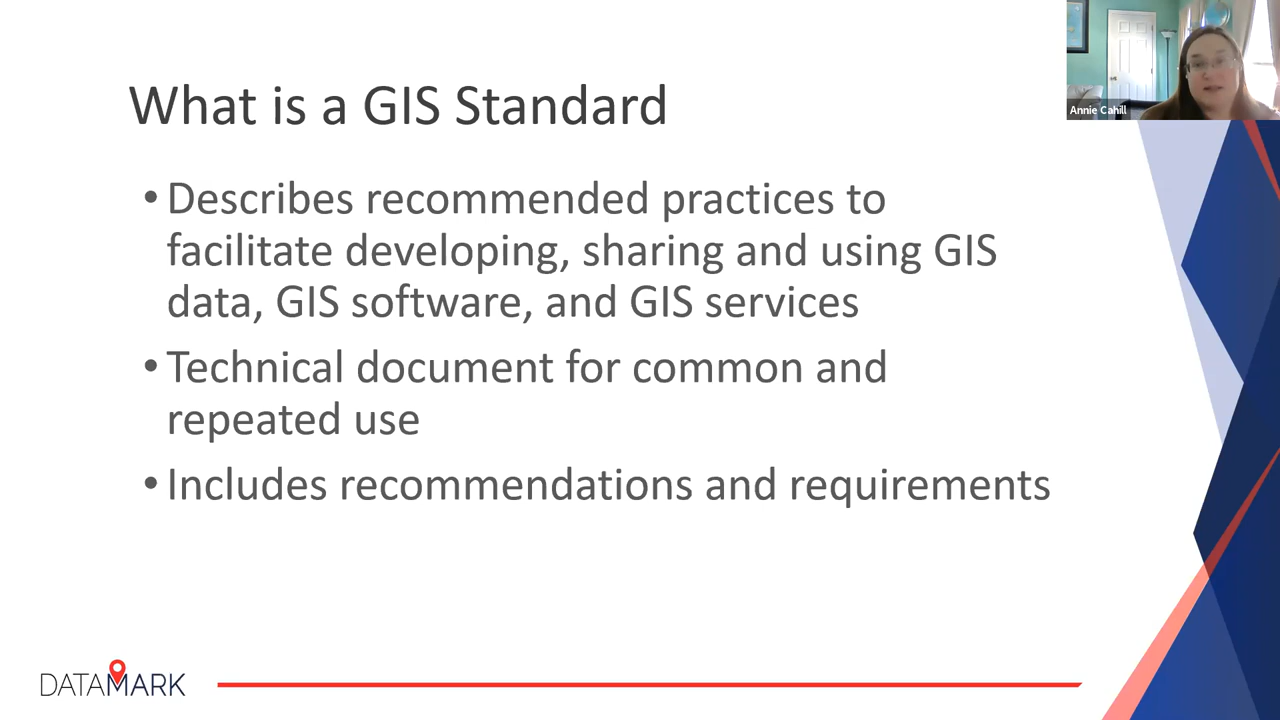 What is a GIS Standard
Annie Cahill
• Describes recommended practices to
facilitate developing, sharing and using GIS
data, GIS software, and GIS services
• Technical document for common and
repeated use
• Includes recommendations and requirements
DATAMARK